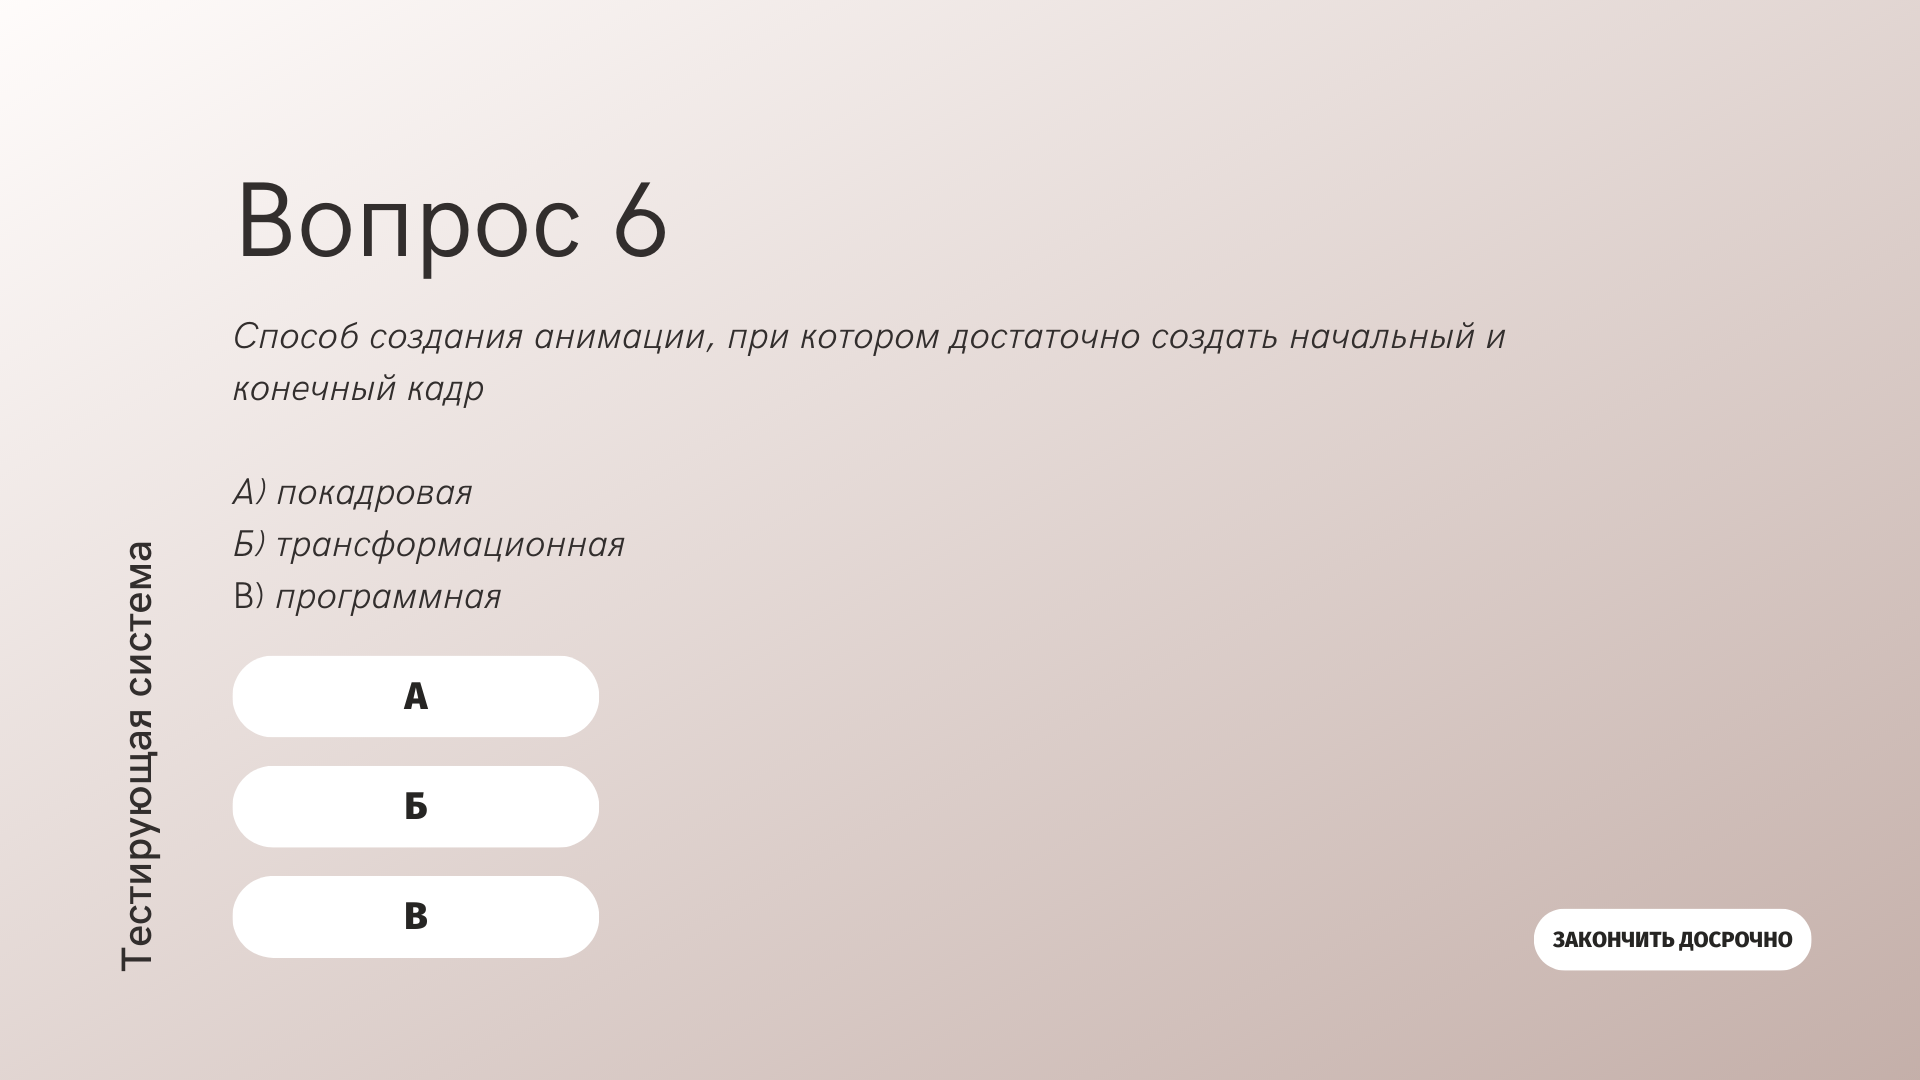 Вопрос 6
Способ создания анимации, при котором достаточно создать начальный и
конечный кадр
А) покадровая
Б) трансформационная
В) программная
А
Б
В
Тестирующая система
ЗАКОНЧИТЬ ДОСРОЧНО